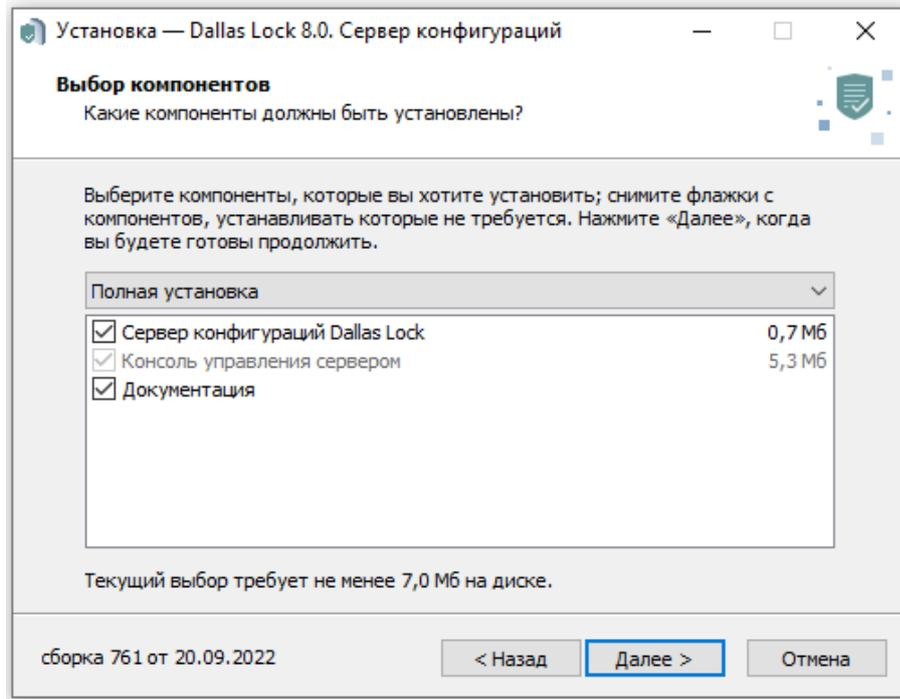 Установка — Dallas Lock 8.0. Сервер конфигураций
Выбор компонентов
Какие компоненты должны быть установлены?
Выберите компоненты, которые вы хотите установить; снимите флажки с
компонентов, устанавливать которые не требуется. Нажмите «Далее», когда
вы будете готовы продолжить.
Полная установка
Сервер конфигураций Dallas Lock 0,7 Мб
Консоль управления сервером 5,3 Мб
Документация
Текущий выбор требует не менее 7,0 Мб на диске.
сборка 761 от 20.09.2022 < Назад Далее > Отмена